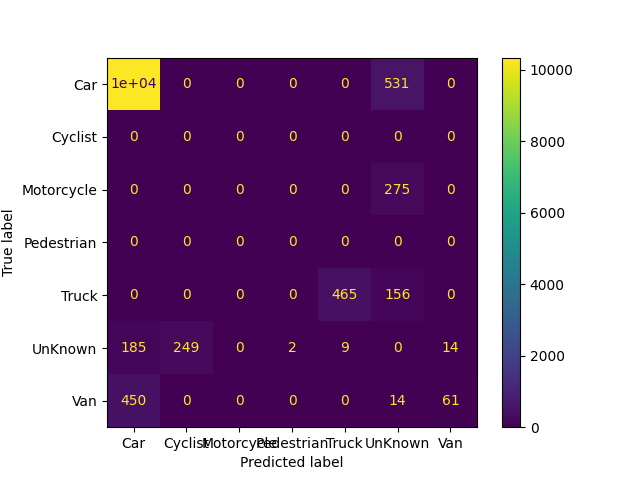 Car 1e+04 0 0 0 0 531 0
Cyclist 0 0 0 0 0 0 0
Motorcycle 0 0 0 0 0 275 0
Pedestrian 0 0 0 0 0 0 0
Truck 0 0 0 0 465 156 0
UnKnown 185 249 0 2 9 0 14
Van 450 0 0 0 0 14 61
Car Cyclist Motorcycle Pedestrian Truck UnKnown Van
Predicted label
True label
10000
8000
6000
4000
2000
0